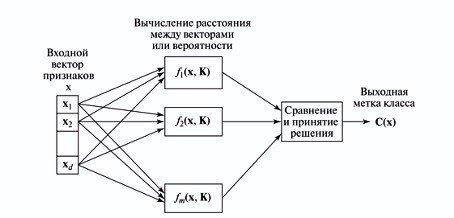 Вычисление расстояния
между векторами
или вероятности
Входной
вектор
признаков
x
x1
x2
xd
f1(x, K)
f2(x, K)
fm(x, K)
Сравнение
и принятие
решения
Выходная
метка класса
C(x)